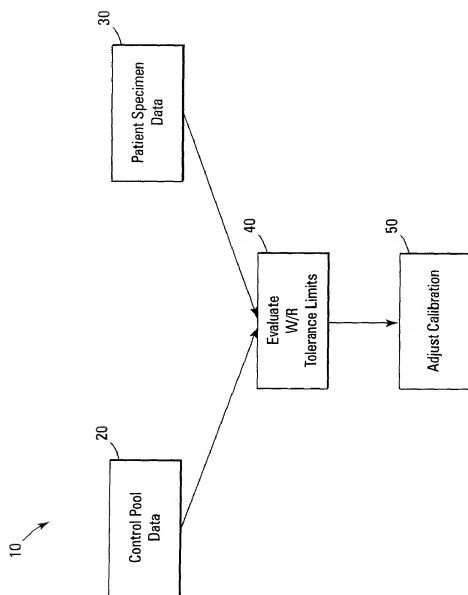 10
20
Control Pool
Data
30
Patient Specimen
Data
40
Evaluate
W/R
Tolerance Limits
50
Adjust Calibration